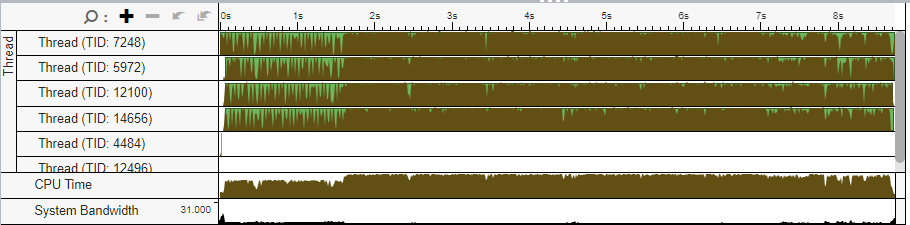 0s 1s 2s 3s 4s 5s 6s 7s 8s
Thread
Thread (TID: 7248)
Thread (TID: 5972)
Thread (TID: 12100)
Thread (TID: 14656)
Thread (TID: 4484)
Thread (TID: 12496)
CPU Time
System Bandwidth 31.000